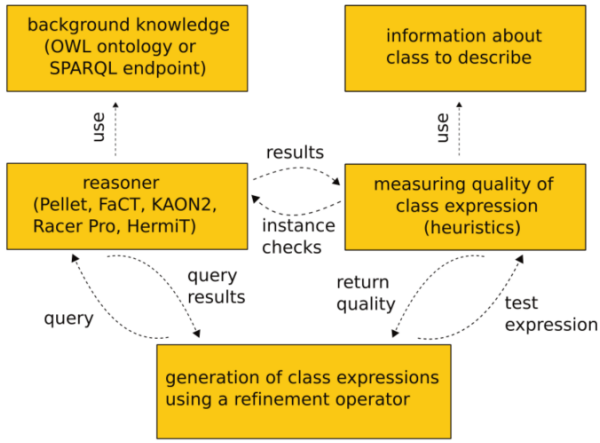 background knowledge
(OWL ontology or
SPARQL endpoint)
information about
class to describe
use
use
reasoner
(Pellet, FaCT, KAON2,
Racer Pro, HermiT)
results
instance
checks
measuring quality of
class expression
(heuristics)
query
query
results
return
quality
test
expression
generation of class expressions
using a refinement operator